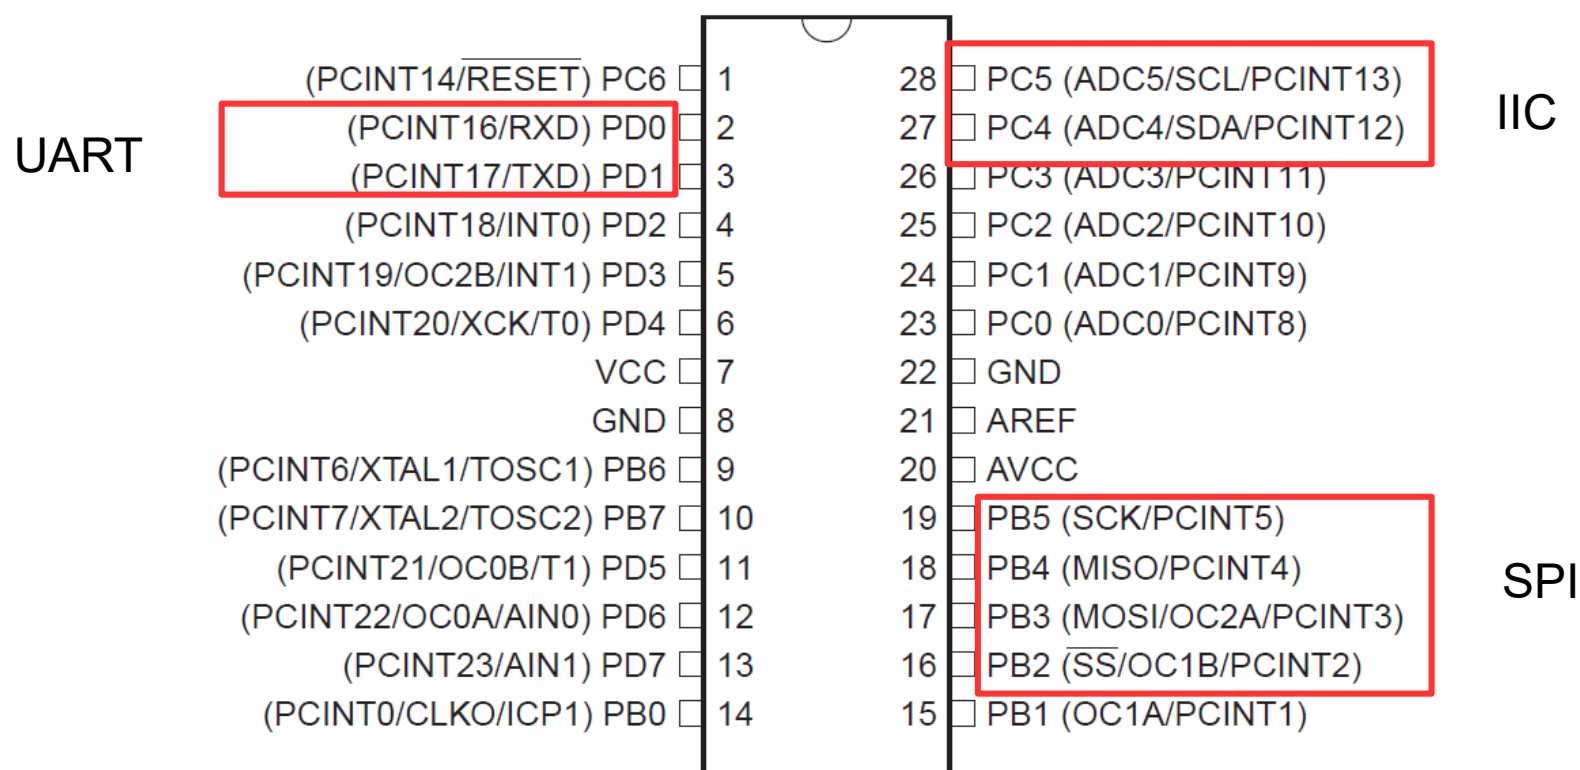 UART
(PCINT14/RESET) PC6 1
(PCINT16/RXD) PD0 2
(PCINT17/TXD) PD1 3
(PCINT18/INT0) PD2 4
(PCINT19/OC2B/INT1) PD3 5
(PCINT20/XCK/T0) PD4 6
VCC 7
GND 8
(PCINT6/XTAL1/TOSC1) PB6 9
(PCINT7/XTAL2/TOSC2) PB7 10
(PCINT21/OC0B/T1) PD5 11
(PCINT22/OC0A/AIN0) PD6 12
(PCINT23/AIN1) PD7 13
(PCINT0/CLKO/ICP1) PB0 14
28 PC5 (ADC5/SCL/PCINT13)
27 PC4 (ADC4/SDA/PCINT12)
26 PC3 (ADC3/PCINT11)
25 PC2 (ADC2/PCINT10)
24 PC1 (ADC1/PCINT9)
23 PC0 (ADC0/PCINT8)
22 GND
21 AREF
20 AVCC
19 PB5 (SCK/PCINT5)
18 PB4 (MISO/PCINT4)
17 PB3 (MOSI/OC2A/PCINT3)
16 PB2 (SS/OC1B/PCINT2)
15 PB1 (OC1A/PCINT1)
IIC
SPI